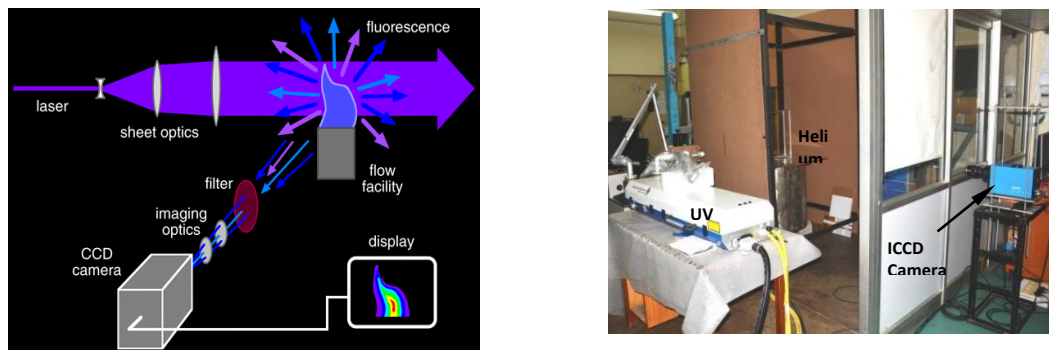 fluorescence
laser
sheet optics
flow
facility
filter
imaging
optics
CCD
camera
display
Heli
um
UV
ICCD
Camera